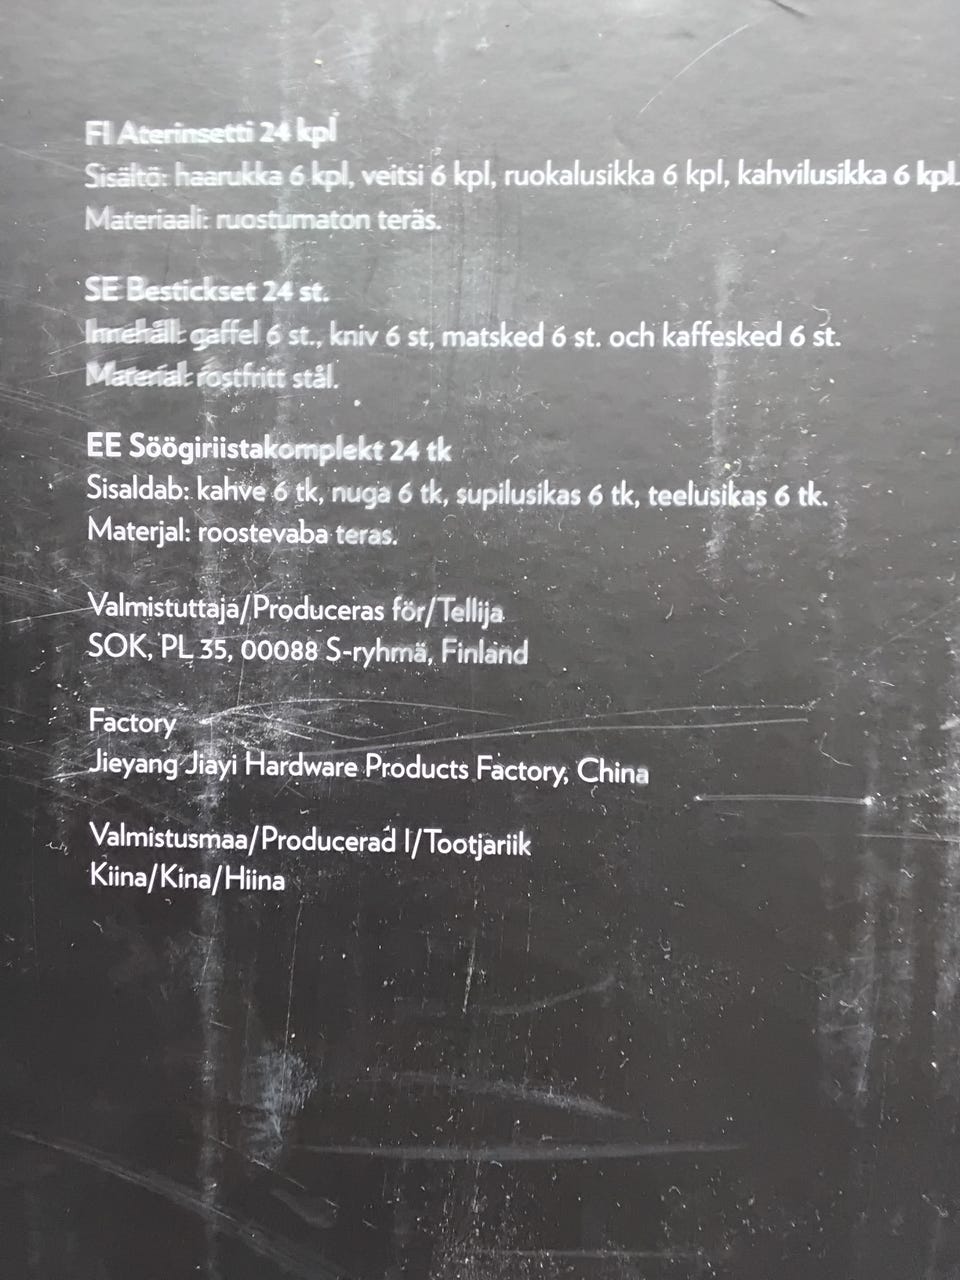 FI Aterinsetti 24 kpl
Sisältö: haarukka 6 kpl, veitsi 6 kpl, ruokalusikka 6 kpl, kahvilusikka 6 kpl.
Materiaali: ruostumaton teräs.
SE Bestickset 24 st.
Innehåll: gaffel 6 st., kniv 6 st, matsked 6 st. och kaffesked 6 st.
Material: rostfritt stål.
EE Söögiriistakomplekt 24 tk
Sisaldab: kahve 6 tk, nuga 6 tk, supilusikas 6 tk, teelusikas 6 tk.
Materjal: roostevaba teras.
Valmistuttaja/Produceras för/Tellija
SOK, PL 35, 00088 S-ryhmä, Finland
Factory
Jieyang Jiayi Hardware Products Factory, China
Valmistusmaa/Producerad I/Tootjariik
Kiina/Kina/Hiina